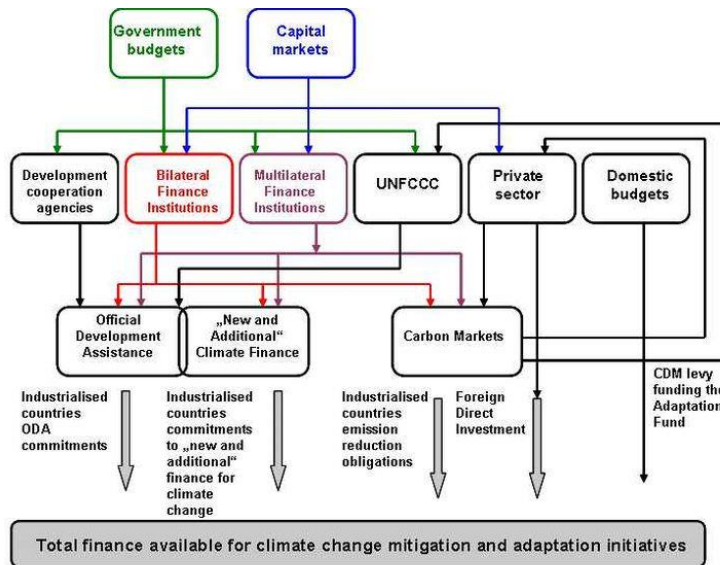 Government
budgets
Capital
markets
Development
cooperation
agencies
Bilateral
Finance
Institutions
Multilateral
Finance
Institutions
UNFCCC
Private
sector
Domestic
budgets
Official
Development
Assistance
„New and
Additional“
Climate Finance
Carbon Markets
Industrialised
countries
ODA
commitments
Industrialised
countries
commitments
to „new and
additional“
finance for
climate
change
Industrialised
countries
emission
reduction
obligations
Foreign
Direct
Investment
CDM levy
funding the
Adaptation
Fund
Total finance available for climate change mitigation and adaptation initiatives